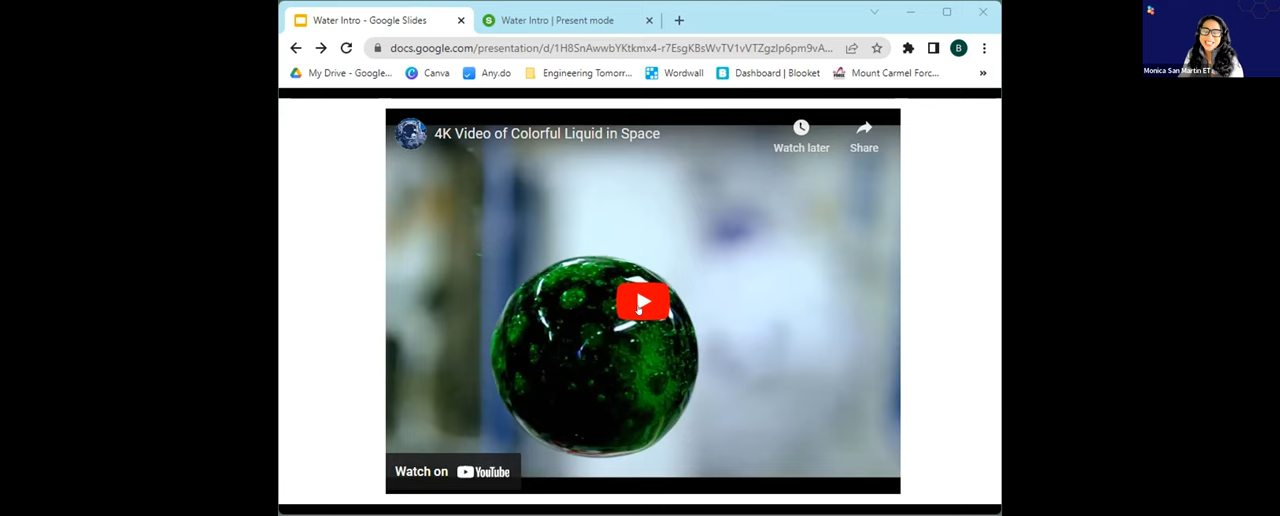 Water Intro - Google Slides
Water Intro | Present mode
docs.google.com/presentation/d/1H8SnAwwbYKtkmx4-r7EsgKBsWvTV1vVTZgzIp6pm9vA...
B
My Drive - Google...
Canva
Any.do
Engineering Tomorr...
Wordwall
Dashboard | Blooket
Mount Carmel Forc...
4K Video of Colorful Liquid in Space
Watch later
Share
Watch on YouTube
Monica San Martin ET